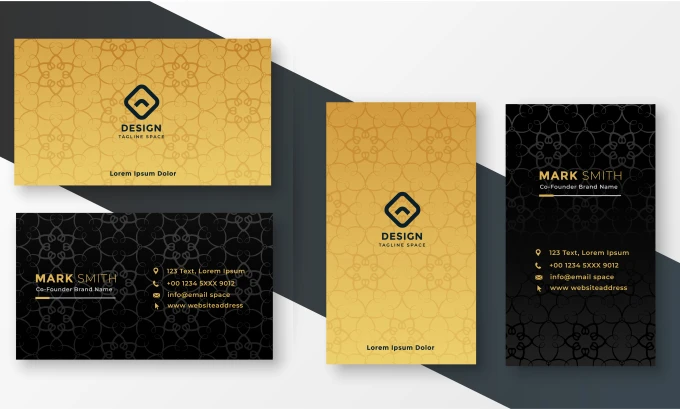 DESIGN
TAGLINE SPACE
Lorem Ipsum Dolor
MARK SMITH
Co-Founder Brand Name
123 Text, Lorem Ipsum
+00 1234 5XXX 9012
info@email space
www websiteaddress
DESIGN
TAGLINE SPACE
Lorem Ipsum Dolor
MARK SMITH
Co-Founder Brand Name
123 Text, Lorem Ipsum
+00 1234 5XXX 9012
info@email space
www websiteaddress